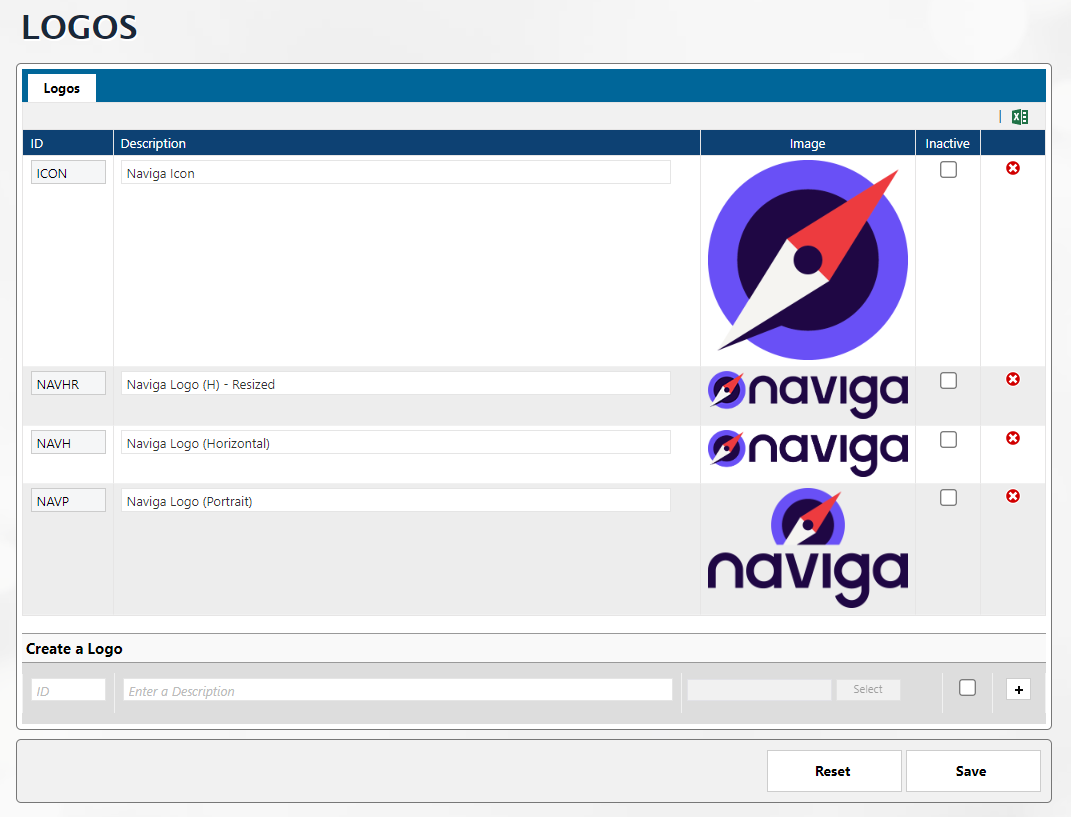 LOGOS
Logos
ID Description Image Inactive
ICON Naviga Icon
NAVHR Naviga Logo (H) - Resized naviga
NAVH Naviga Logo (Horizontal) naviga
NAVP Naviga Logo (Portrait)
naviga
Create a Logo
ID Enter a Description Select +
Reset Save